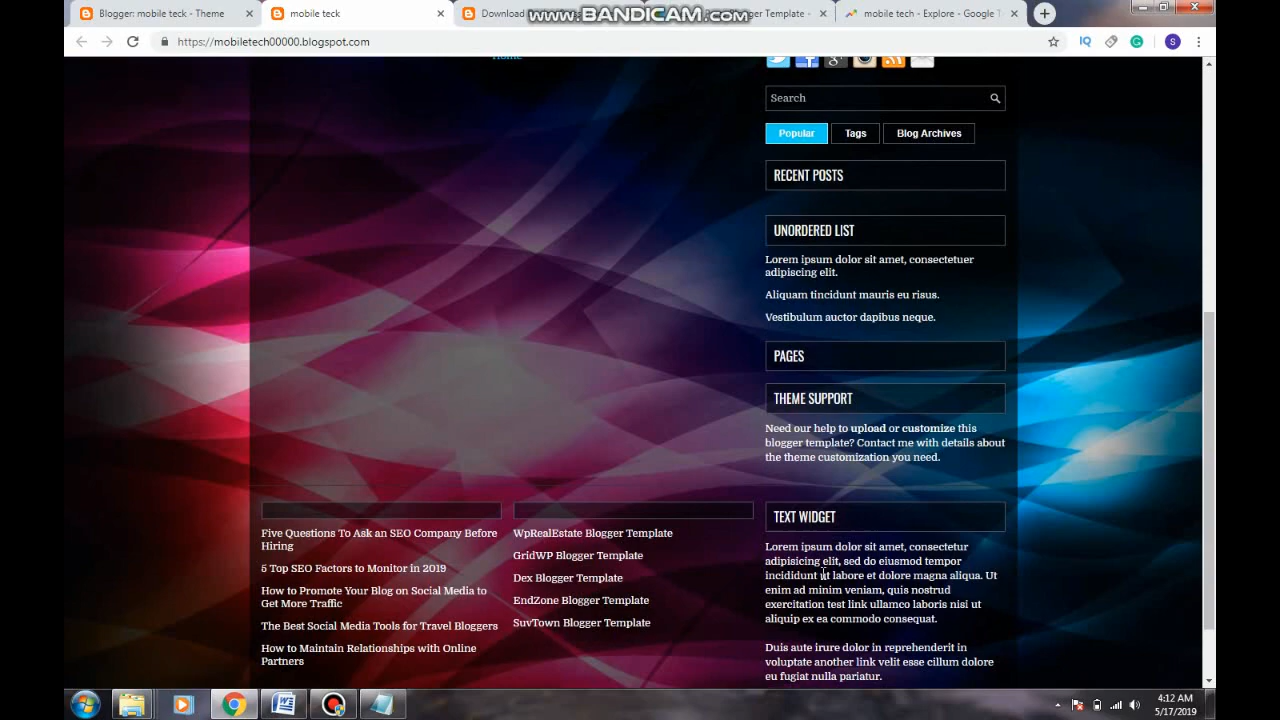 Blogger: mobile teck - Theme
mobile teck
Download
www.BANDICAM.com
ger Template -
mobile tech - Explore - Google T
https://mobiletech00000.blogspot.com
IQ
S
Home
Search
Popular
Tags
Blog Archives
RECENT POSTS
UNORDERED LIST
Lorem ipsum dolor sit amet, consectetuer
adipiscing elit.
Aliquam tincidunt mauris eu risus.
Vestibulum auctor dapibus neque.
PAGES
THEME SUPPORT
Need our help to upload or customize this
blogger template? Contact me with details about
the theme customization you need.
Five Questions To Ask an SEO Company Before
Hiring
5 Top SEO Factors to Monitor in 2019
How to Promote Your Blog on Social Media to
Get More Traffic
The Best Social Media Tools for Travel Bloggers
How to Maintain Relationships with Online
Partners
WpRealEstate Blogger Template
GridWP Blogger Template
Dex Blogger Template
EndZone Blogger Template
SuvTown Blogger Template
TEXT WIDGET
Lorem ipsum dolor sit amet, consectetur
adipisicing elit, sed do eiusmod tempor
incididunt ut labore et dolore magna aliqua. Ut
enim ad minim veniam, quis nostrud
exercitation test link ullamco laboris nisi ut
aliquip ex ea commodo consequat.
Duis aute irure dolor in reprehenderit in
voluptate another link velit esse cillum dolore
eu fugiat nulla pariatur.
4:12 AM
5/17/2019